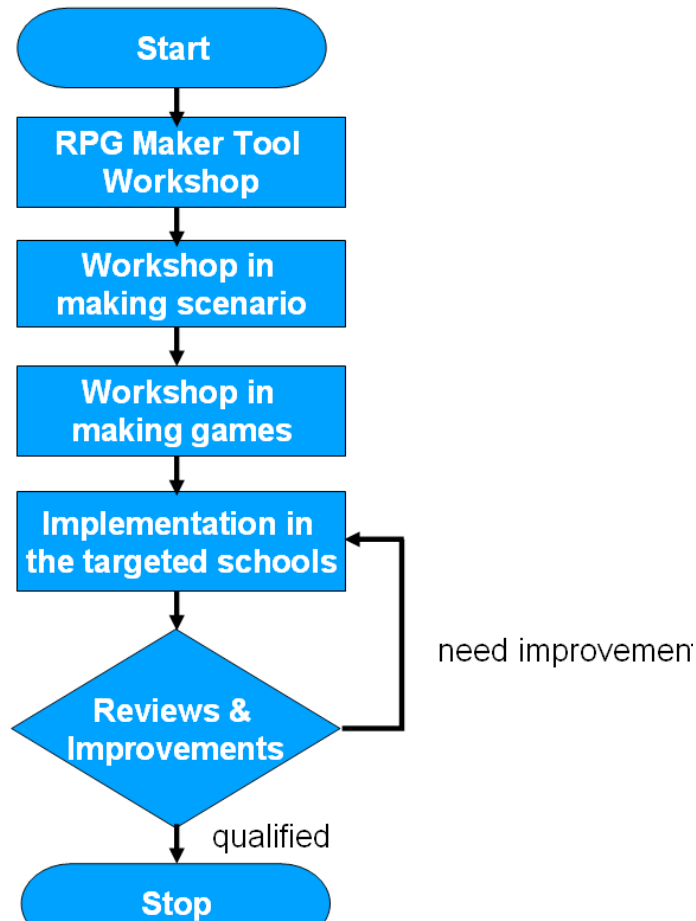 Start
RPG Maker Tool
Workshop
Workshop in
making scenario
Workshop in
making games
Implementation in
the targeted schools
need improvement
Reviews &
Improvements
qualified
Stop